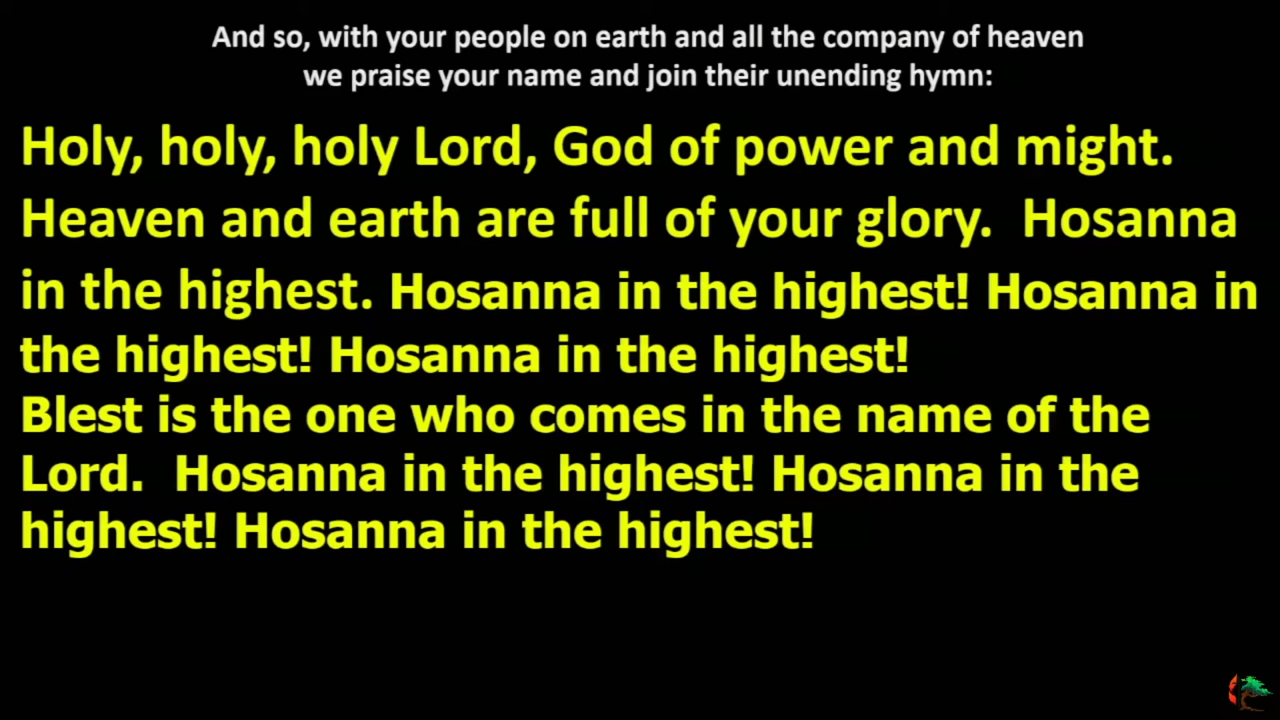 And so, with your people on earth and all the company of heaven
we praise your name and join their unending hymn:
Holy, holy, holy Lord, God of power and might.
Heaven and earth are full of your glory.  Hosanna
in the highest. Hosanna in the highest! Hosanna in
the highest! Hosanna in the highest!
Blest is the one who comes in the name of the
Lord.  Hosanna in the highest! Hosanna in the
highest! Hosanna in the highest!